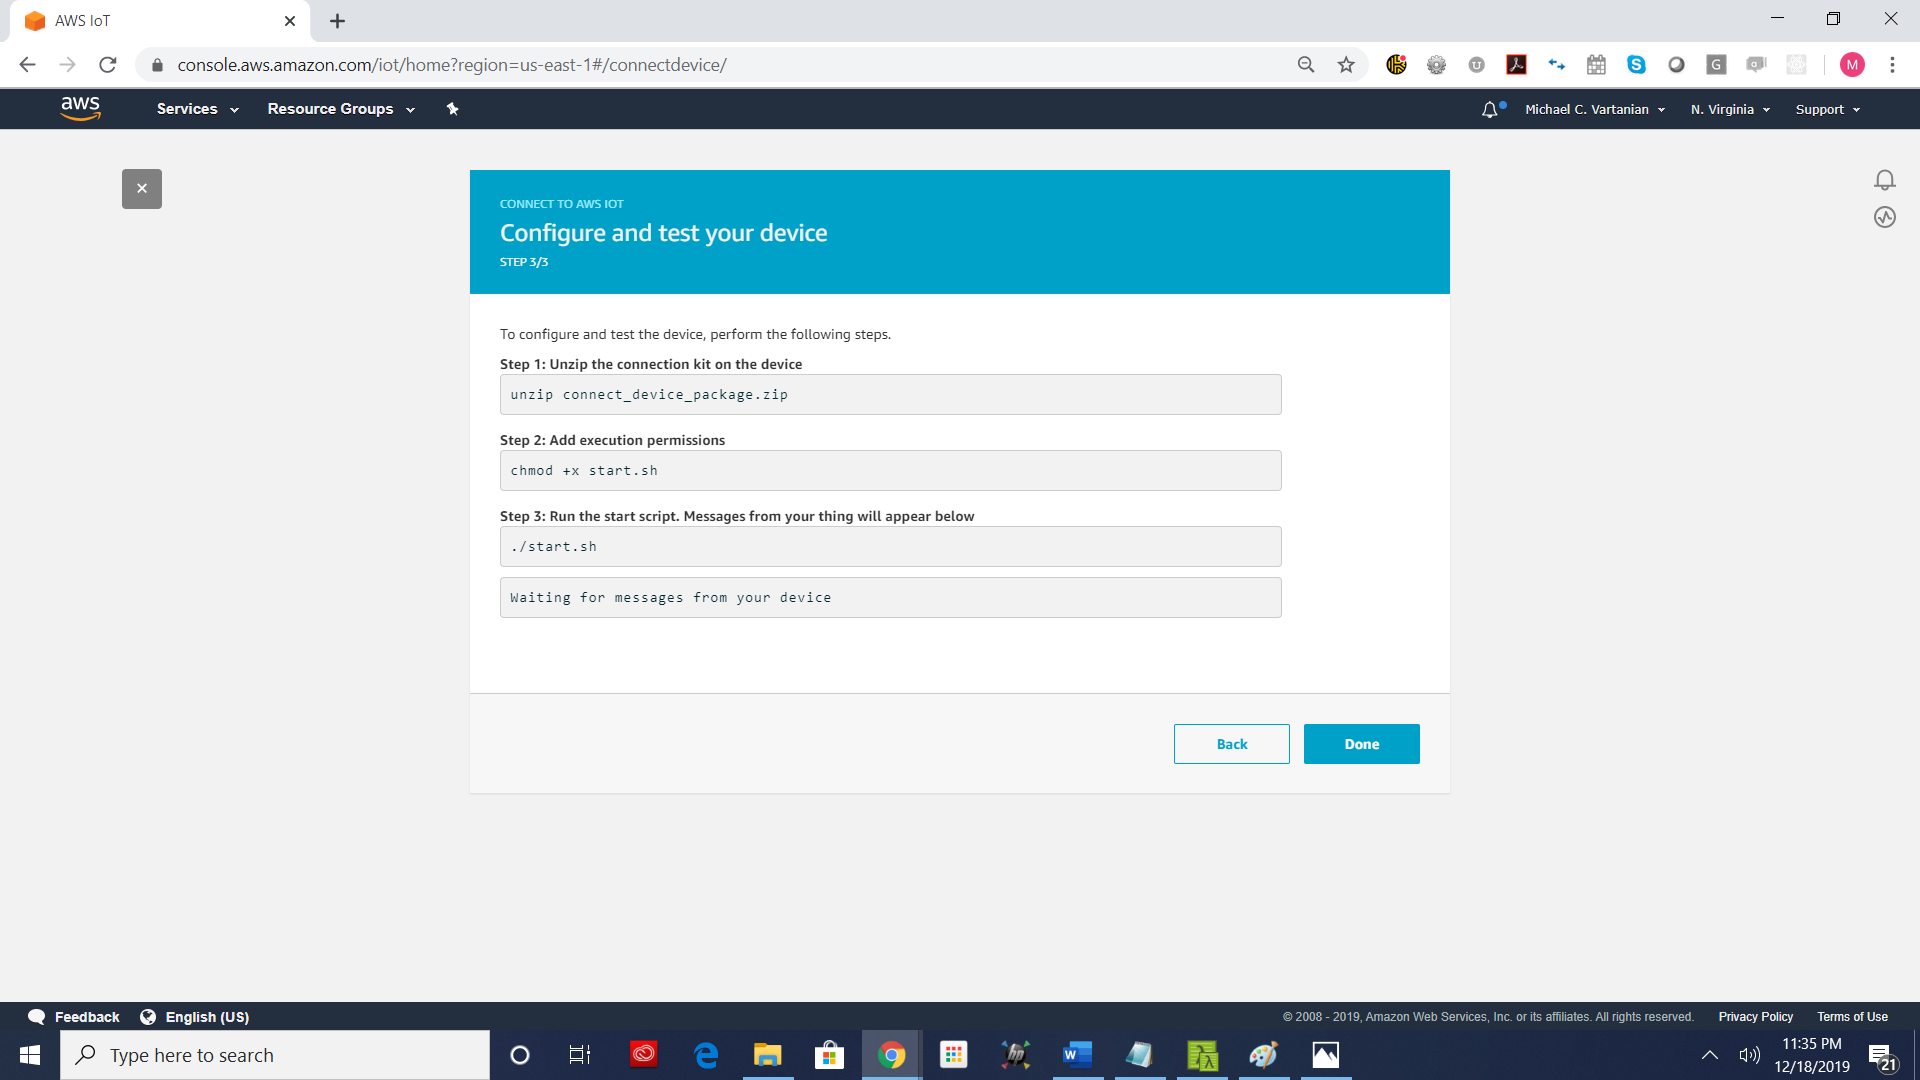 AWS IoT
console.aws.amazon.com/iot/home?region=us-east-1#/connectdevice/
M
aws
Services
Resource Groups
Michael C. Vartanian
N. Virginia
Support
CONNECT TO AWS IOT
Configure and test your device
STEP 3/3
To configure and test the device, perform the following steps.
Step 1: Unzip the connection kit on the device
unzip connect_device_package.zip
Step 2: Add execution permissions
chmod +x start.sh
Step 3: Run the start script. Messages from your thing will appear below
./start.sh
Waiting for messages from your device
Back
Done
Feedback
English (US)
© 2008 - 2019, Amazon Web Services, Inc. or its affiliates. All rights reserved.
Privacy Policy
Terms of Use
Type here to search
11:35 PM
12/18/2019
21